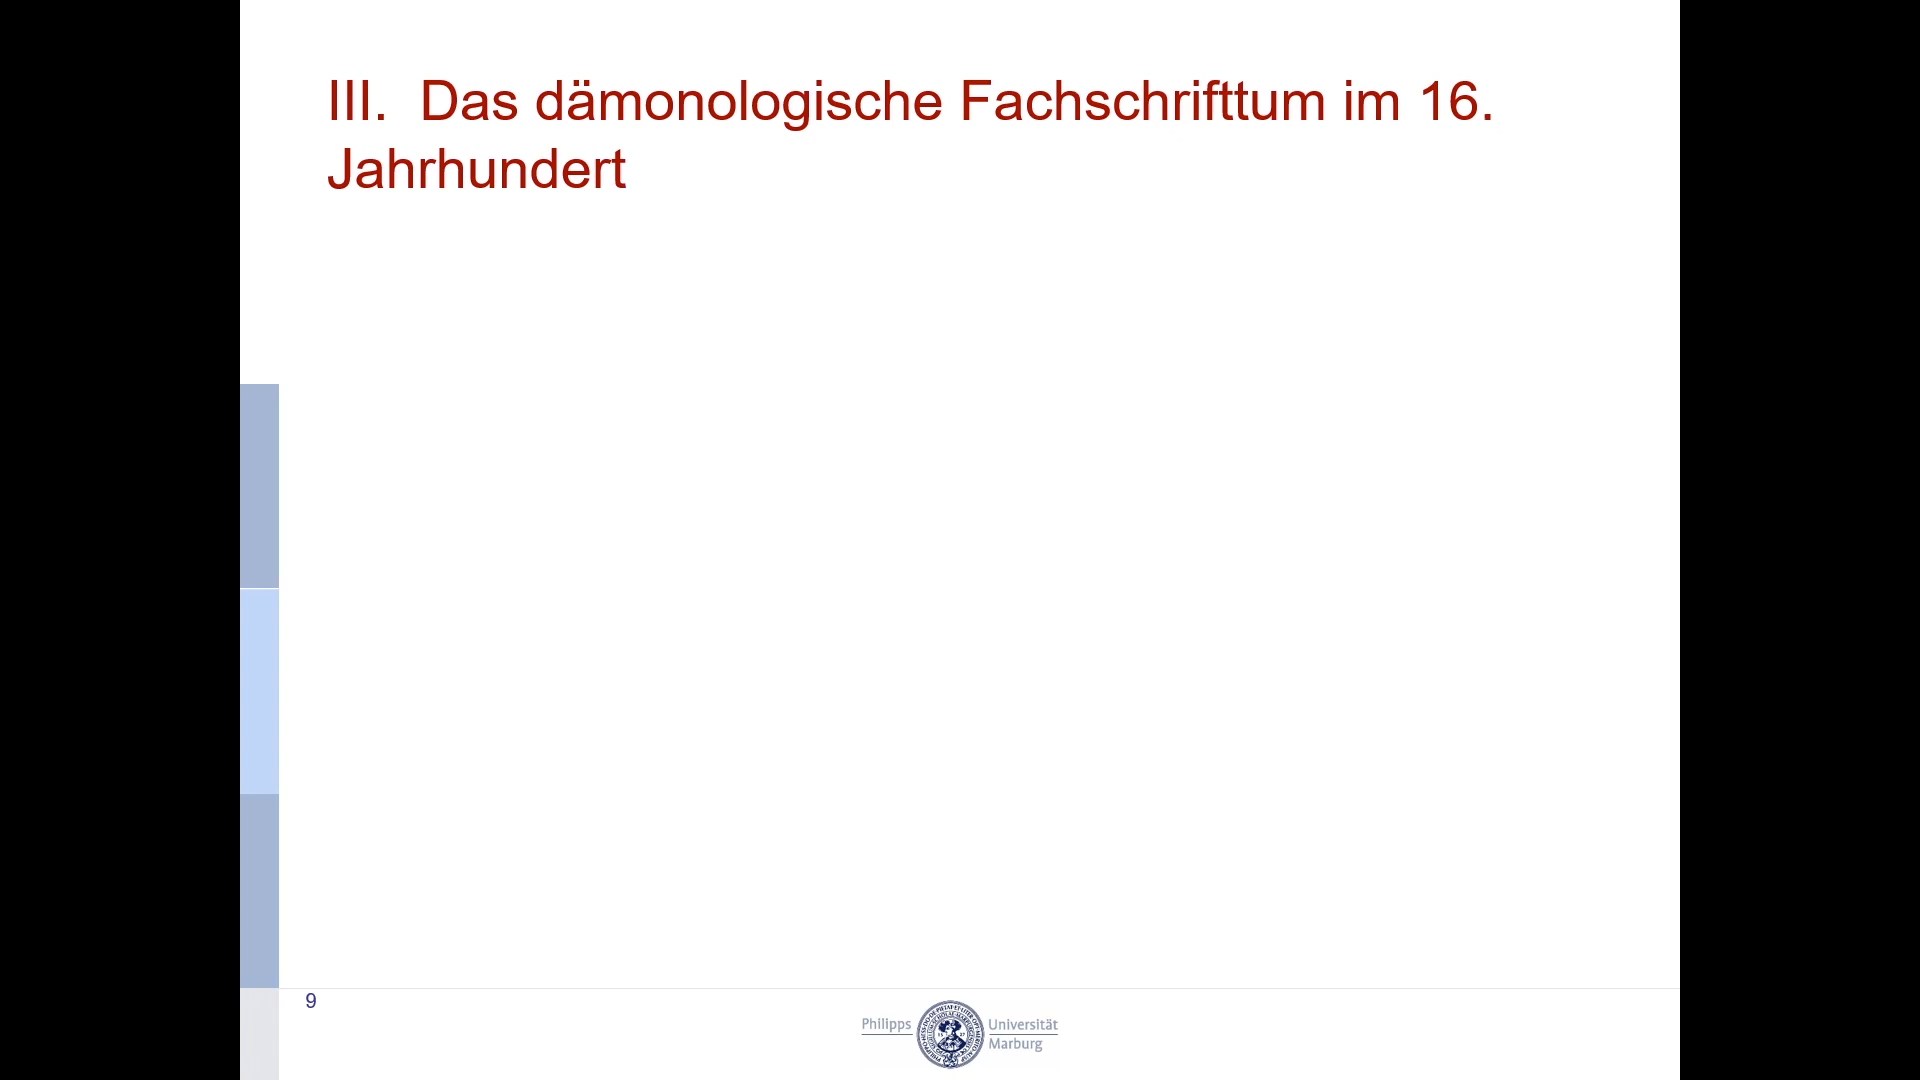 III. Das dämonologische Fachschrifttum im 16.
Jahrhundert
9
Philipps
Universität
Marburg